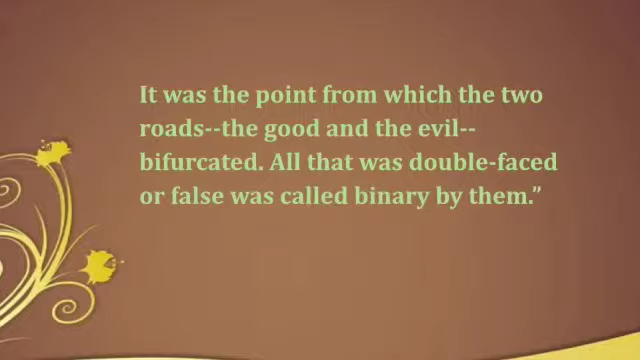 It was the point from which the two
roads--the good and the evil--
bifurcated. All that was double-faced
or false was called binary by them.”